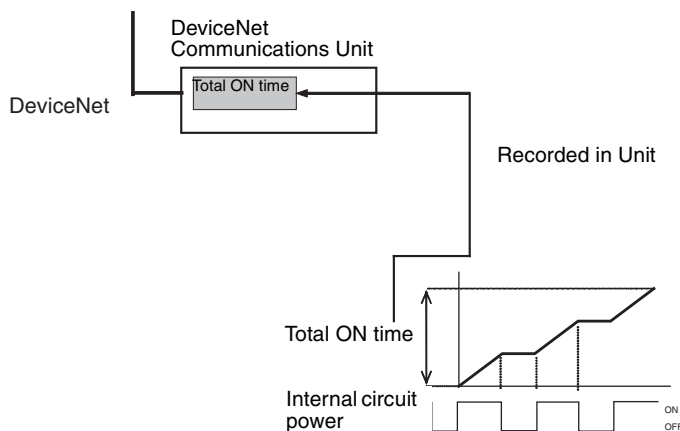 DeviceNet
Communications Unit
Total ON time
DeviceNet
Recorded in Unit
Total ON time
Internal circuit
power
ON
OFF